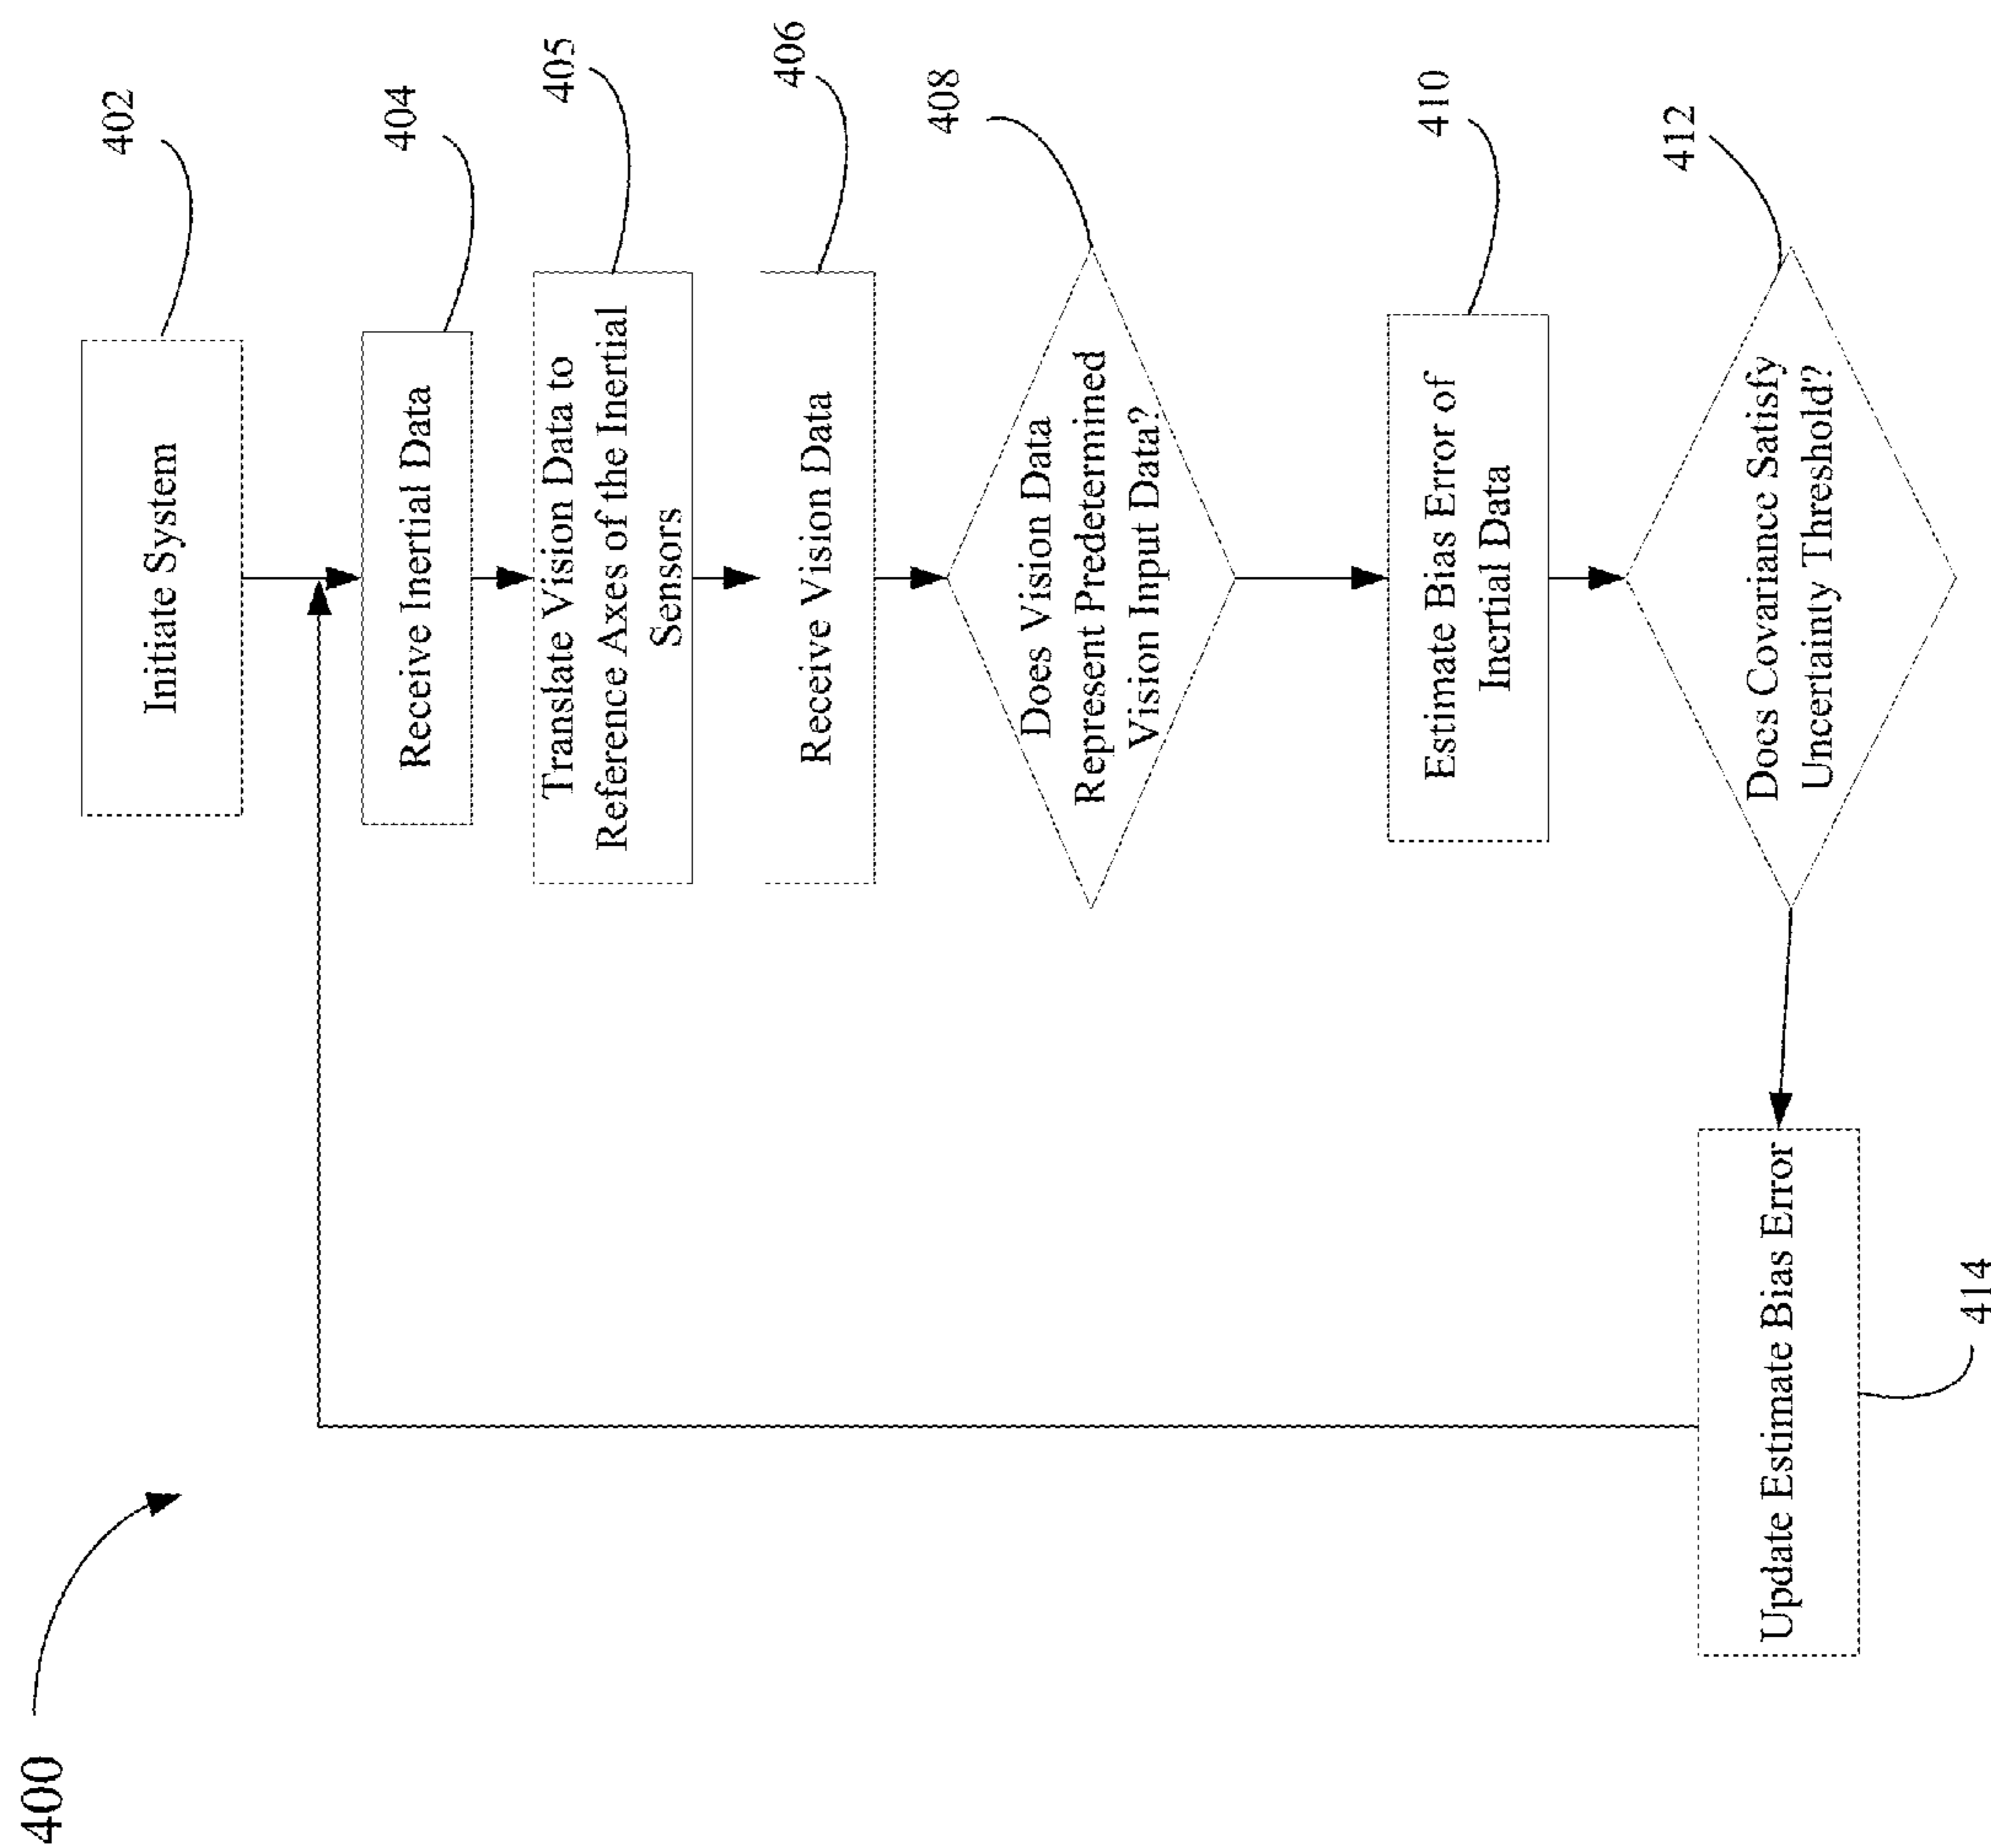 400
402
Initiate System
404
Receive Inertial Data
405
Translate Vision Data to
Reference Axes of the Inertial
Sensors
406
Receive Vision Data
408
Does Vision Data
Represent Predetermined
Vision Input Data?
410
Estimate Bias Error of
Inertial Data
412
Does Covariance Satisfy
Uncertainty Threshold?
Update Estimate Bias Error
414